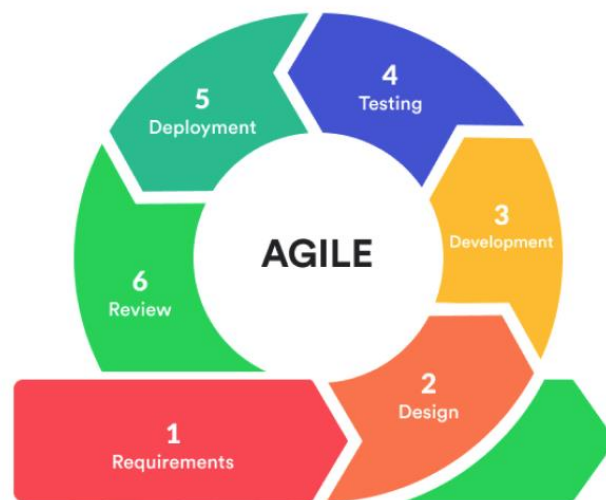 AGILE
1
Requirements
2
Design
3
Development
4
Testing
5
Deployment
6
Review